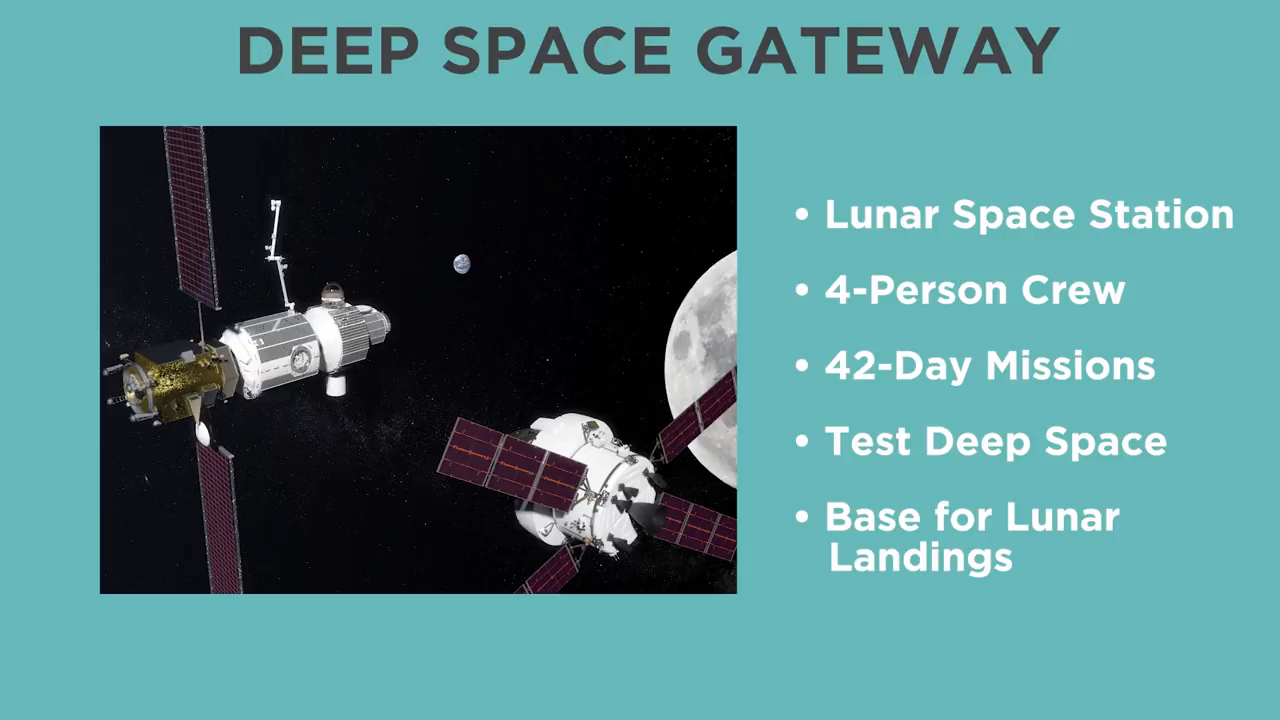 DEEP SPACE GATEWAY
• Lunar Space Station
• 4-Person Crew
• 42-Day Missions
• Test Deep Space
• Base for Lunar
Landings